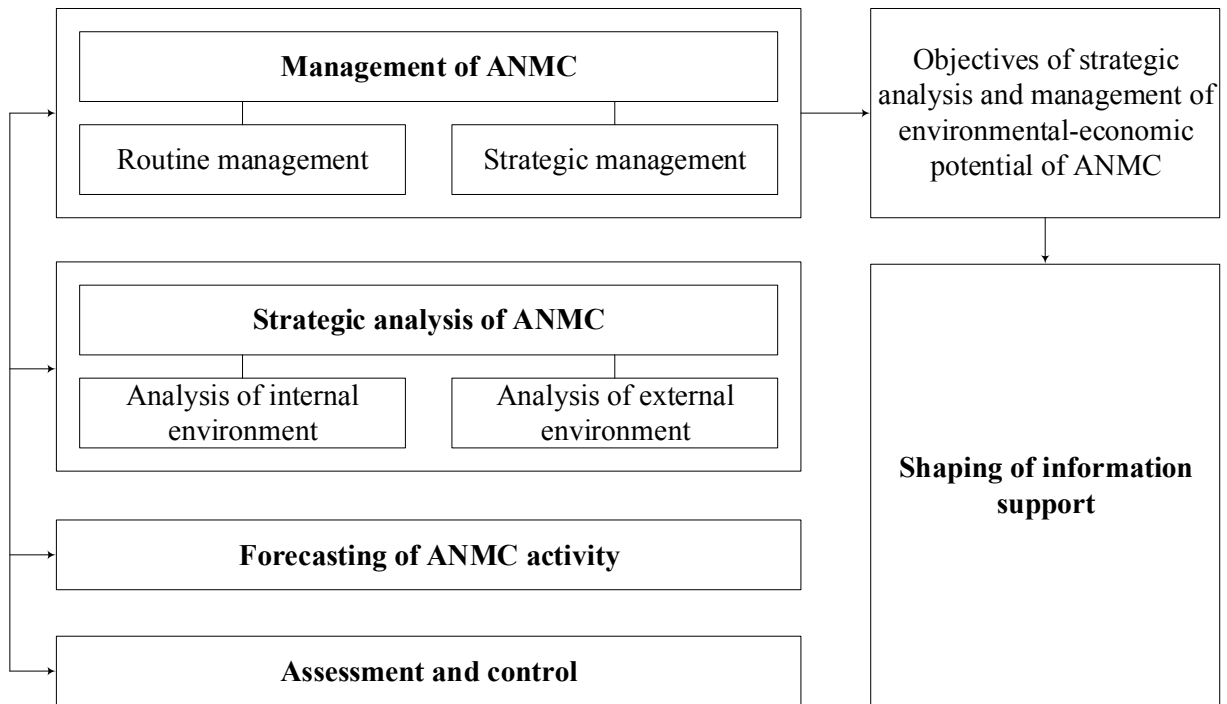 Management of ANMC
Routine management
Strategic management
Objectives of strategic
analysis and management of
environmental-economic
potential of ANMC
Strategic analysis of ANMC
Analysis of internal
environment
Analysis of external
environment
Forecasting of ANMC activity
Assessment and control
Shaping of information
support